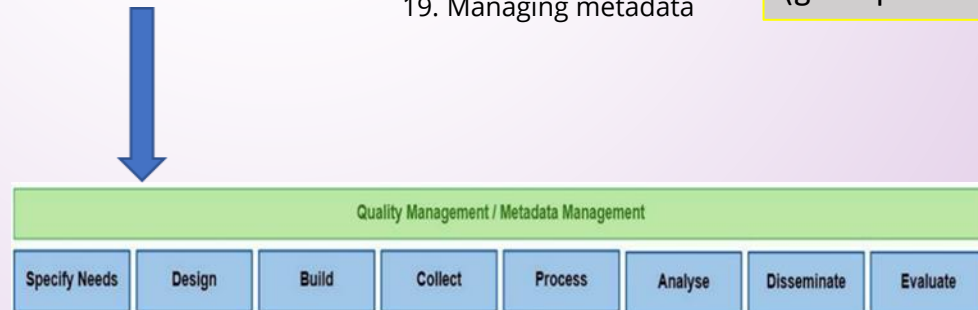 19. Managing metadata
Quality Management / Metadata Management
Specify Needs Design Build Collect Process Analyse Disseminate Evaluate